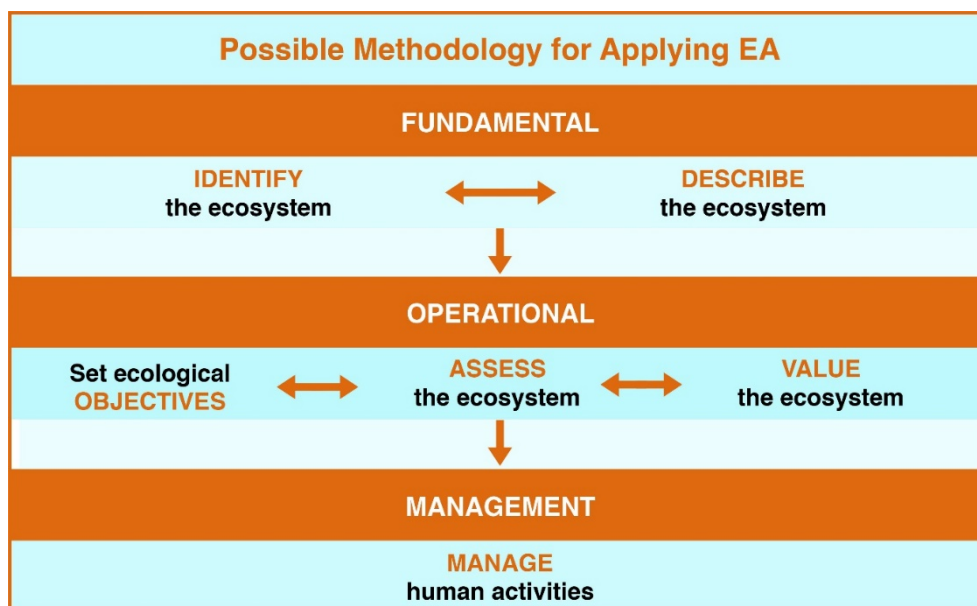 Possible Methodology for Applying EA
FUNDAMENTAL
IDENTIFY
the ecosystem
DESCRIBE
the ecosystem
OPERATIONAL
Set ecological
OBJECTIVES
ASSESS
the ecosystem
VALUE
the ecosystem
MANAGEMENT
MANAGE
human activities